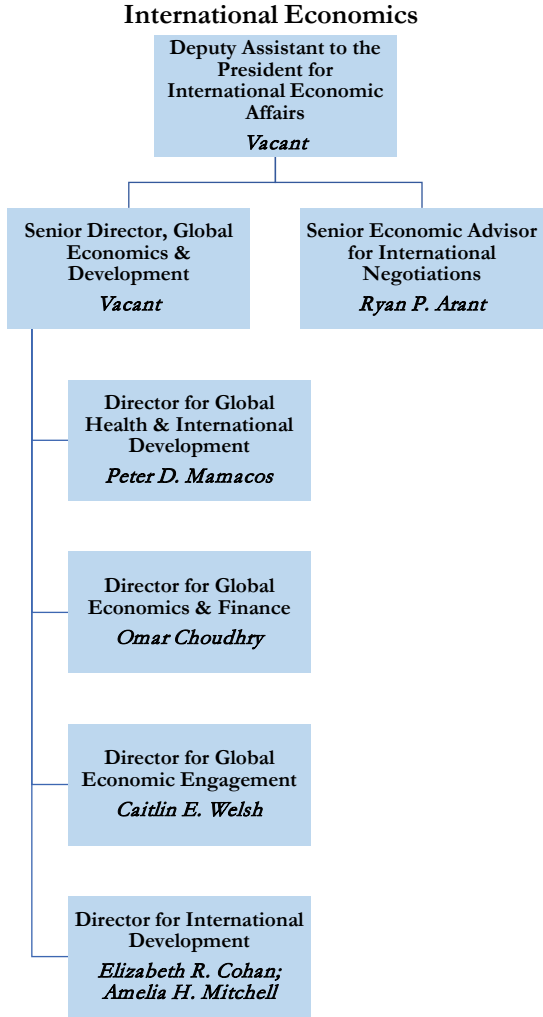 International Economics
Deputy Assistant to the
President for
International Economic
Affairs
Vacant
Senior Director, Global
Economics &
Development
Vacant
Senior Economic Advisor
for International
Negotiations
Ryan P. Arant
Director for Global
Health & International
Development
Peter D. Mamacos
Director for Global
Economics & Finance
Omar Choudhry
Director for Global
Economic Engagement
Caitlin E. Welsh
Director for International
Development
Elizabeth R. Cohan;
Amelia H. Mitchell